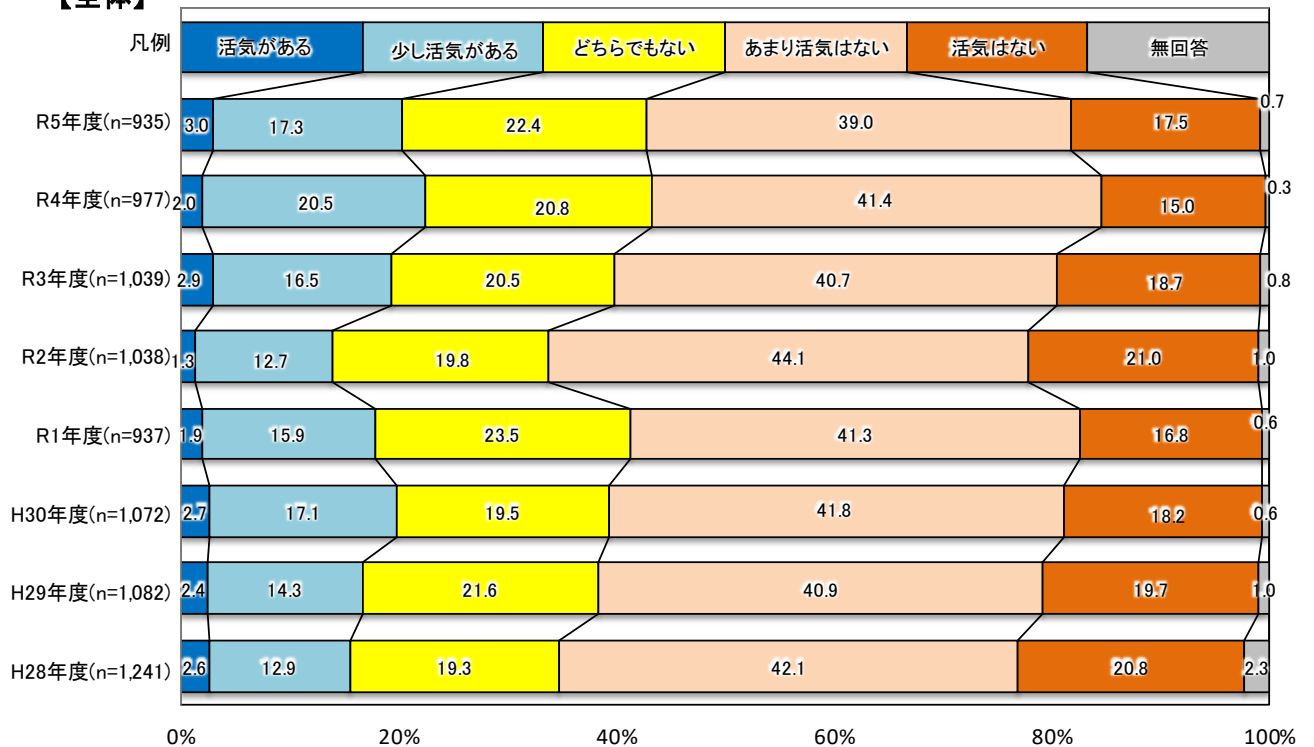 【全体】
凡例 活気がある 少し活気がある どちらでもない あまり活気はない 活気はない 無回答
R5年度(n=935) 3.0 17.3 22.4 39.0 17.5 0.7
R4年度(n=977) 2.0 20.5 20.8 41.4 15.0 0.3
R3年度(n=1,039) 2.9 16.5 20.5 40.7 18.7 0.8
R2年度(n=1,038) 1.3 12.7 19.8 44.1 21.0 1.0
R1年度(n=937) 1.9 15.9 23.5 41.3 16.8 0.6
H30年度(n=1,072) 2.7 17.1 19.5 41.8 18.2 0.6
H29年度(n=1,082) 2.4 14.3 21.6 40.9 19.7 1.0
H28年度(n=1,241) 2.6 12.9 19.3 42.1 20.8 2.3
0% 20% 40% 60% 80% 100%